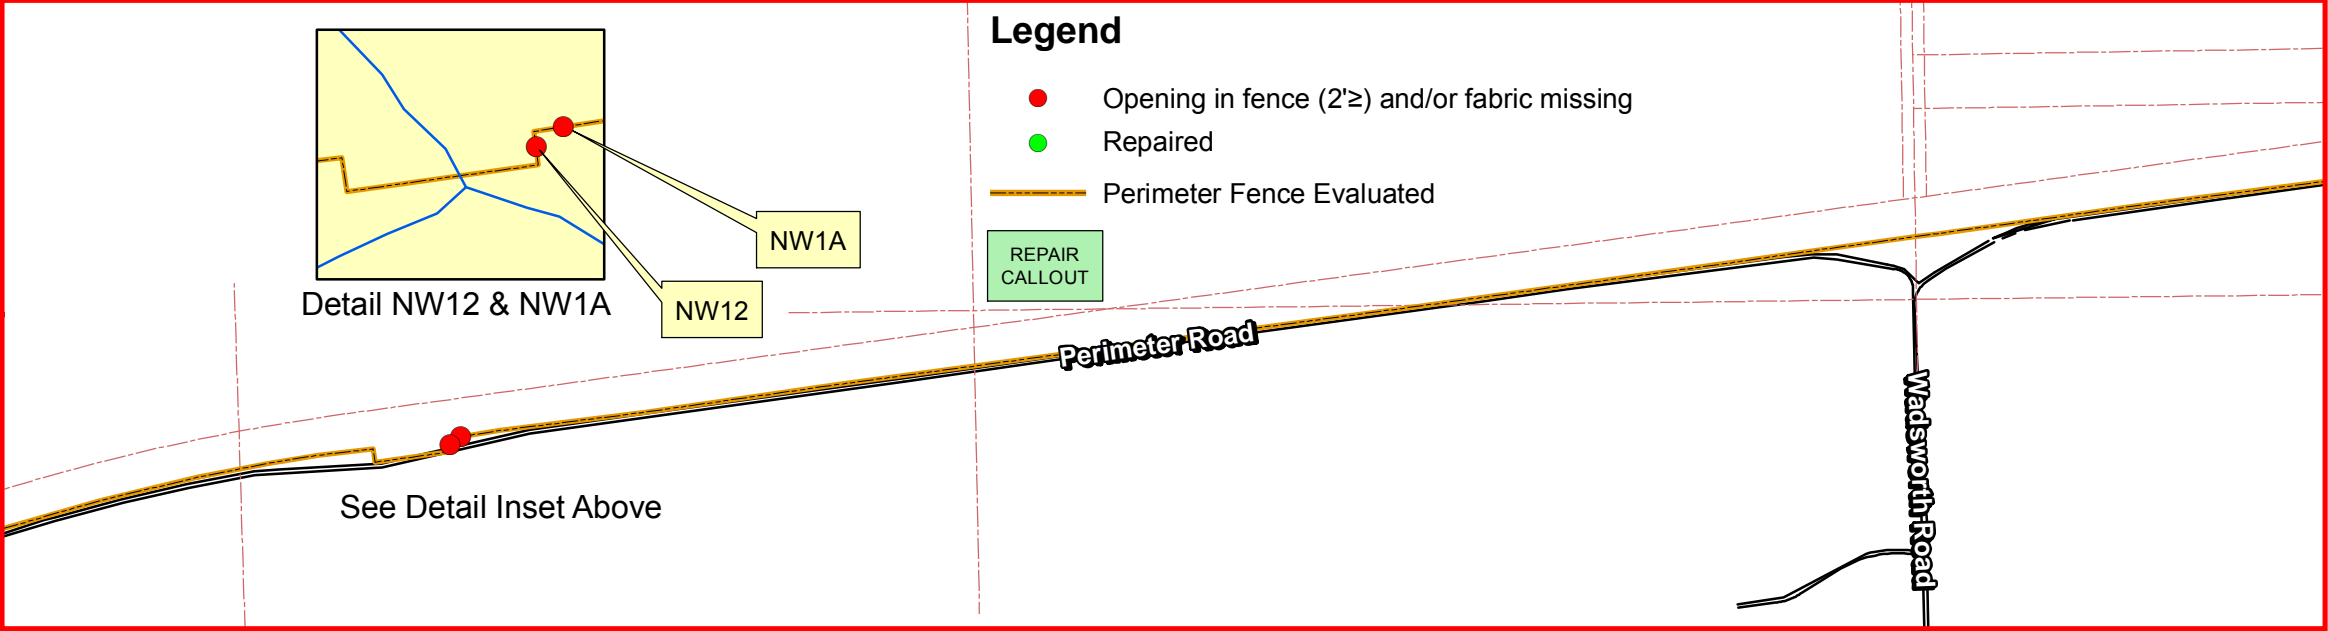 Legend
Opening in fence (2'≥) and/or fabric missing
Repaired
Perimeter Fence Evaluated
REPAIR
CALLOUT
NW1A
NW12
Detail NW12 & NW1A
Perimeter Road
Wadsworth Road
See Detail Inset Above